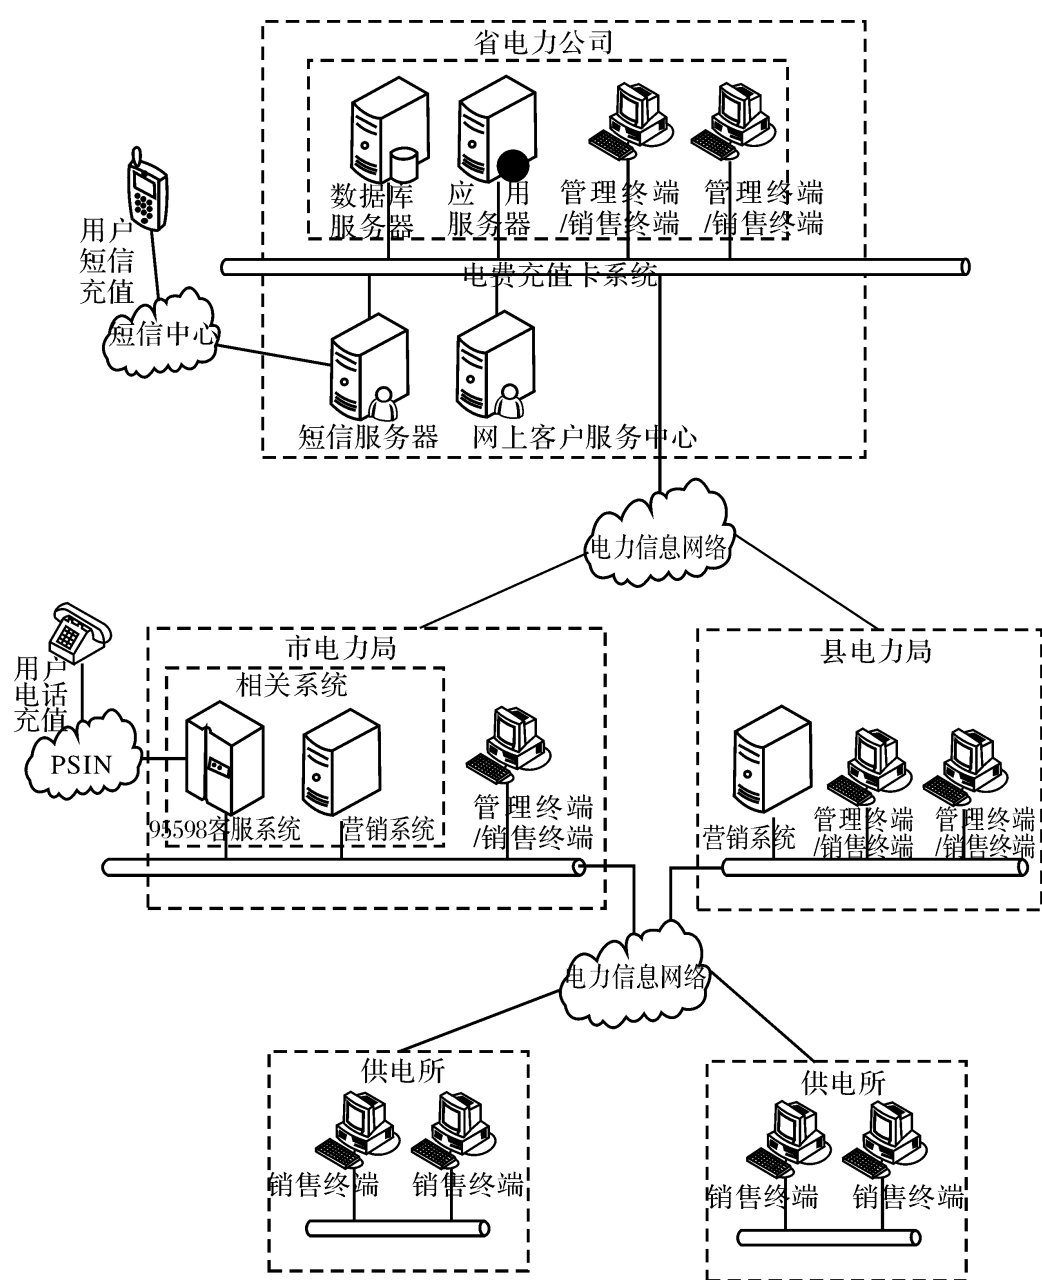 省电力公司
数据库
服务器
应 用
服务器
管理终端
/销售终端
管理终端
/销售终端
用户
短信
充值
电费充值卡系统
短信中心
短信服务器
网上客户服务中心
电力信息网络
用户
电话
充值
PSIN
市电力局
相关系统
95598客服系统
营销系统
管理终端
/销售终端
县电力局
营销系统
管理终端
/销售终端
管理终端
/销售终端
电力信息网络
供电所
销售终端
销售终端
供电所
销售终端
销售终端